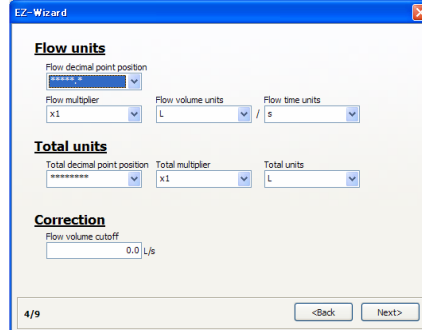 EZ-Wizard
Flow units
Flow decimal point position
*****.*
Flow multiplier Flow volume units Flow time units
x1 L / s
Total units
Total decimal point position Total multiplier Total units
******** x1 L
Correction
Flow volume cutoff
0.0 L/s
4/9 <Back Next>